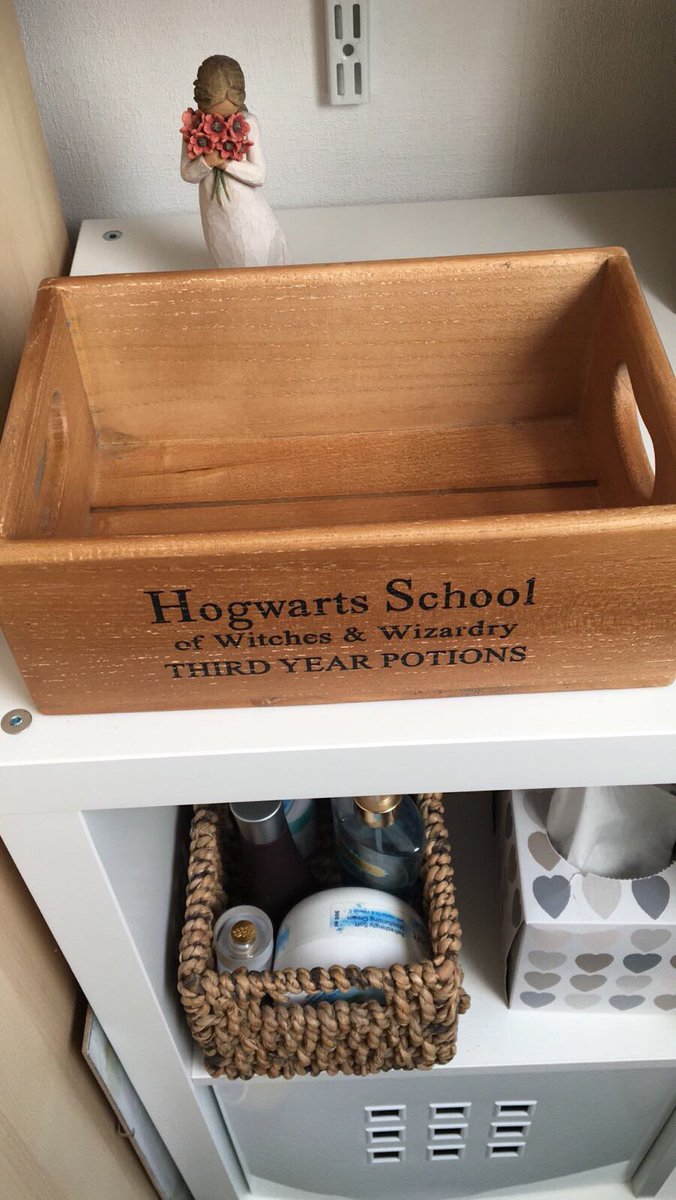 Hogwarts School
of Witches & Wizardry
THIRD YEAR POTIONS